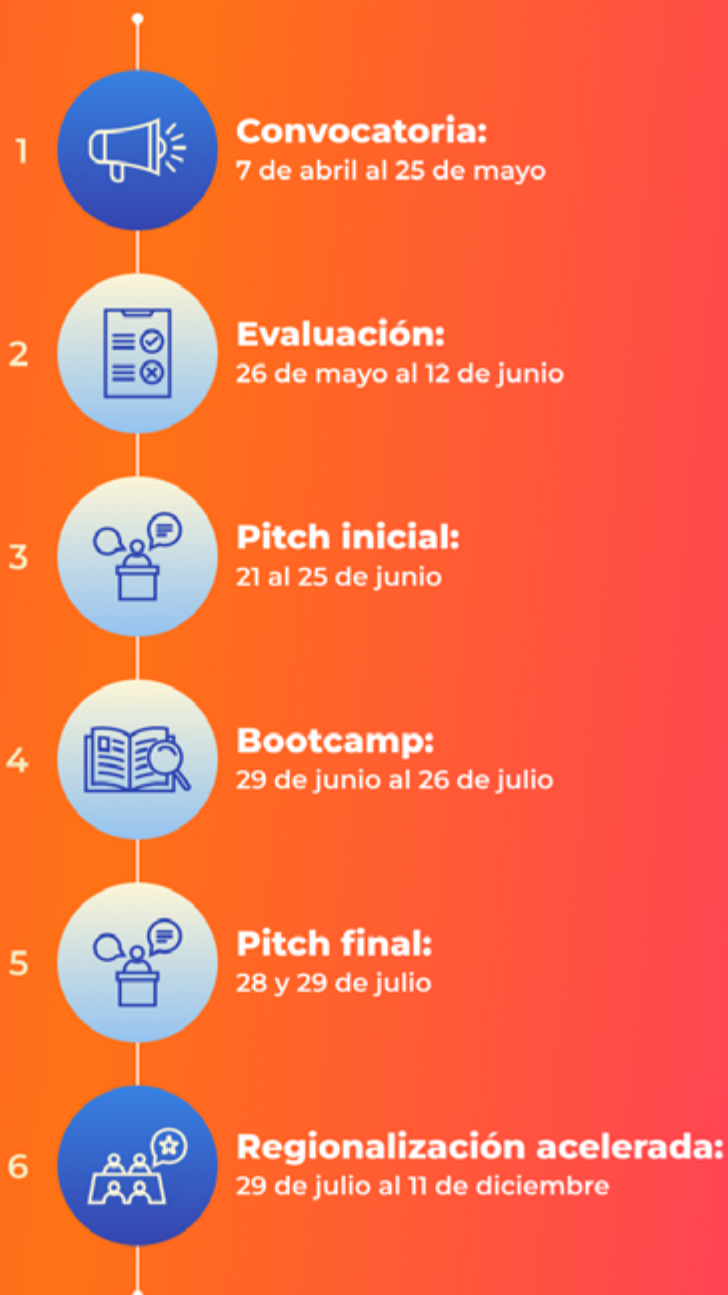 1
Convocatoria:
7 de abril al 25 de mayo
2
Evaluación:
26 de mayo al 12 de junio
3
Pitch inicial:
21 al 25 de junio
4
Bootcamp:
29 de junio al 26 de julio
5
Pitch final:
28 y 29 de julio
6
Regionalización acelerada:
29 de julio al 11 de diciembre